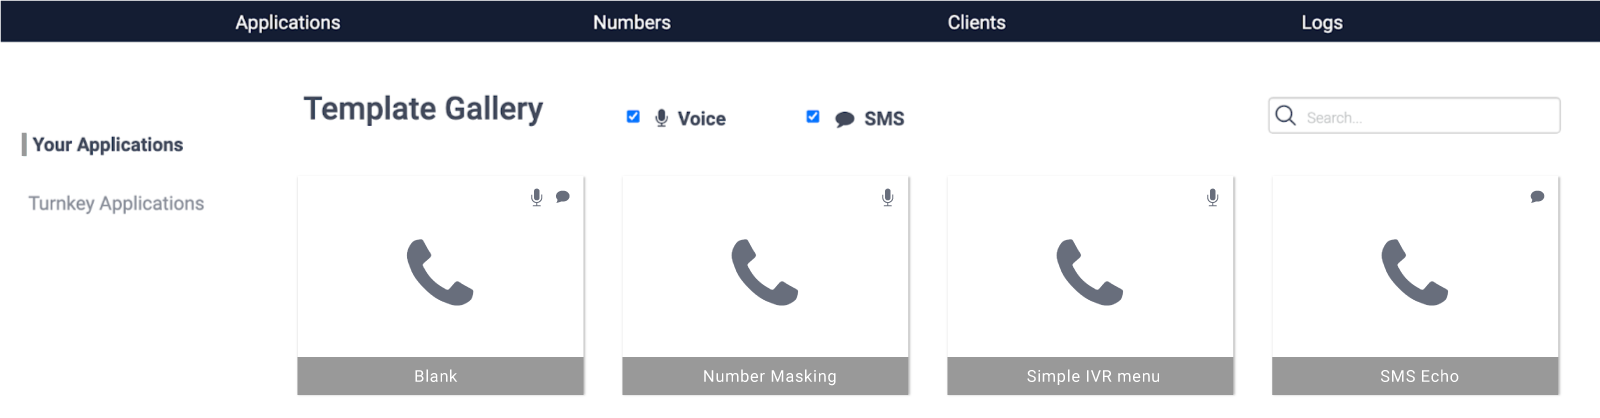 Applications Numbers Clients Logs
Template Gallery Voice SMS Search...
Your Applications
Turnkey Applications
Blank Number Masking Simple IVR menu SMS Echo